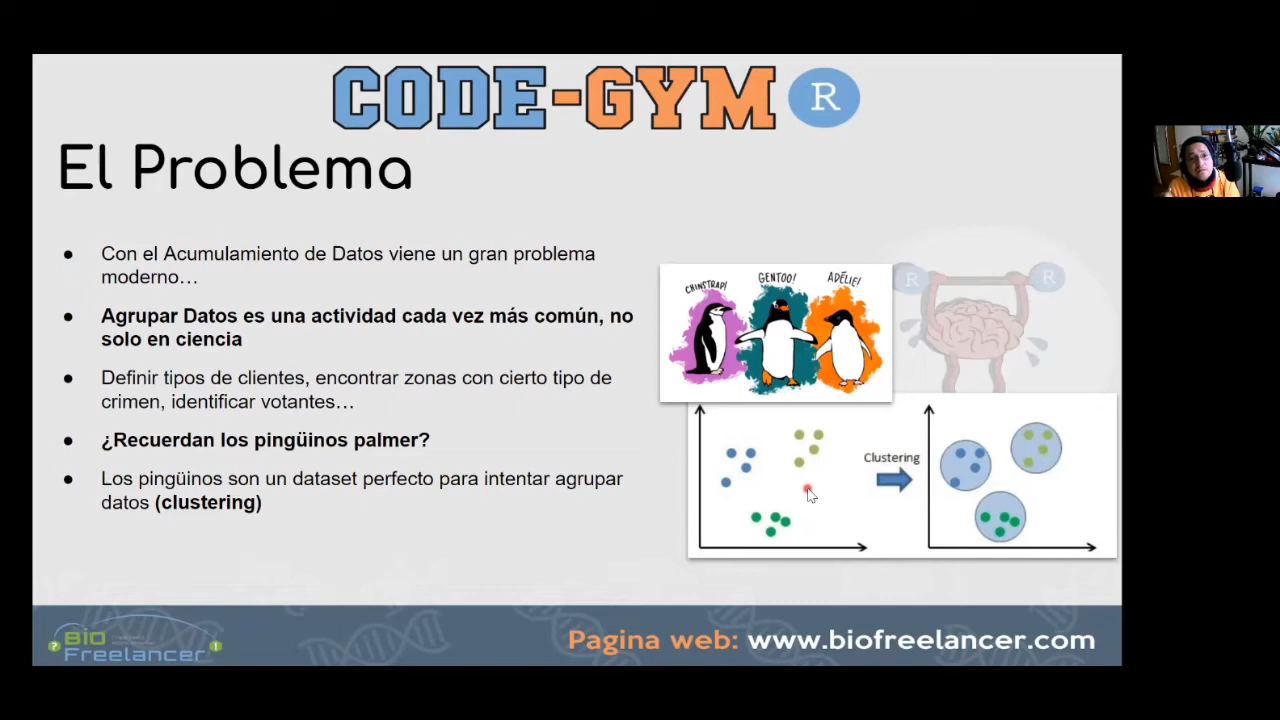 CODE-GYM R
El Problema
Con el Acumulamiento de Datos viene un gran problema
moderno…
Agrupar Datos es una actividad cada vez más común, no
solo en ciencia
Definir tipos de clientes, encontrar zonas con cierto tipo de
crimen, identificar votantes…
¿Recuerdan los pingüinos palmer?
Los pingüinos son un dataset perfecto para intentar agrupar
datos (clustering)
CHINSTRAP! GENTOO! ADÉLIE!
R R
Clustering
? Bio !
Freelancer
Pagina web: www.biofreelancer.com